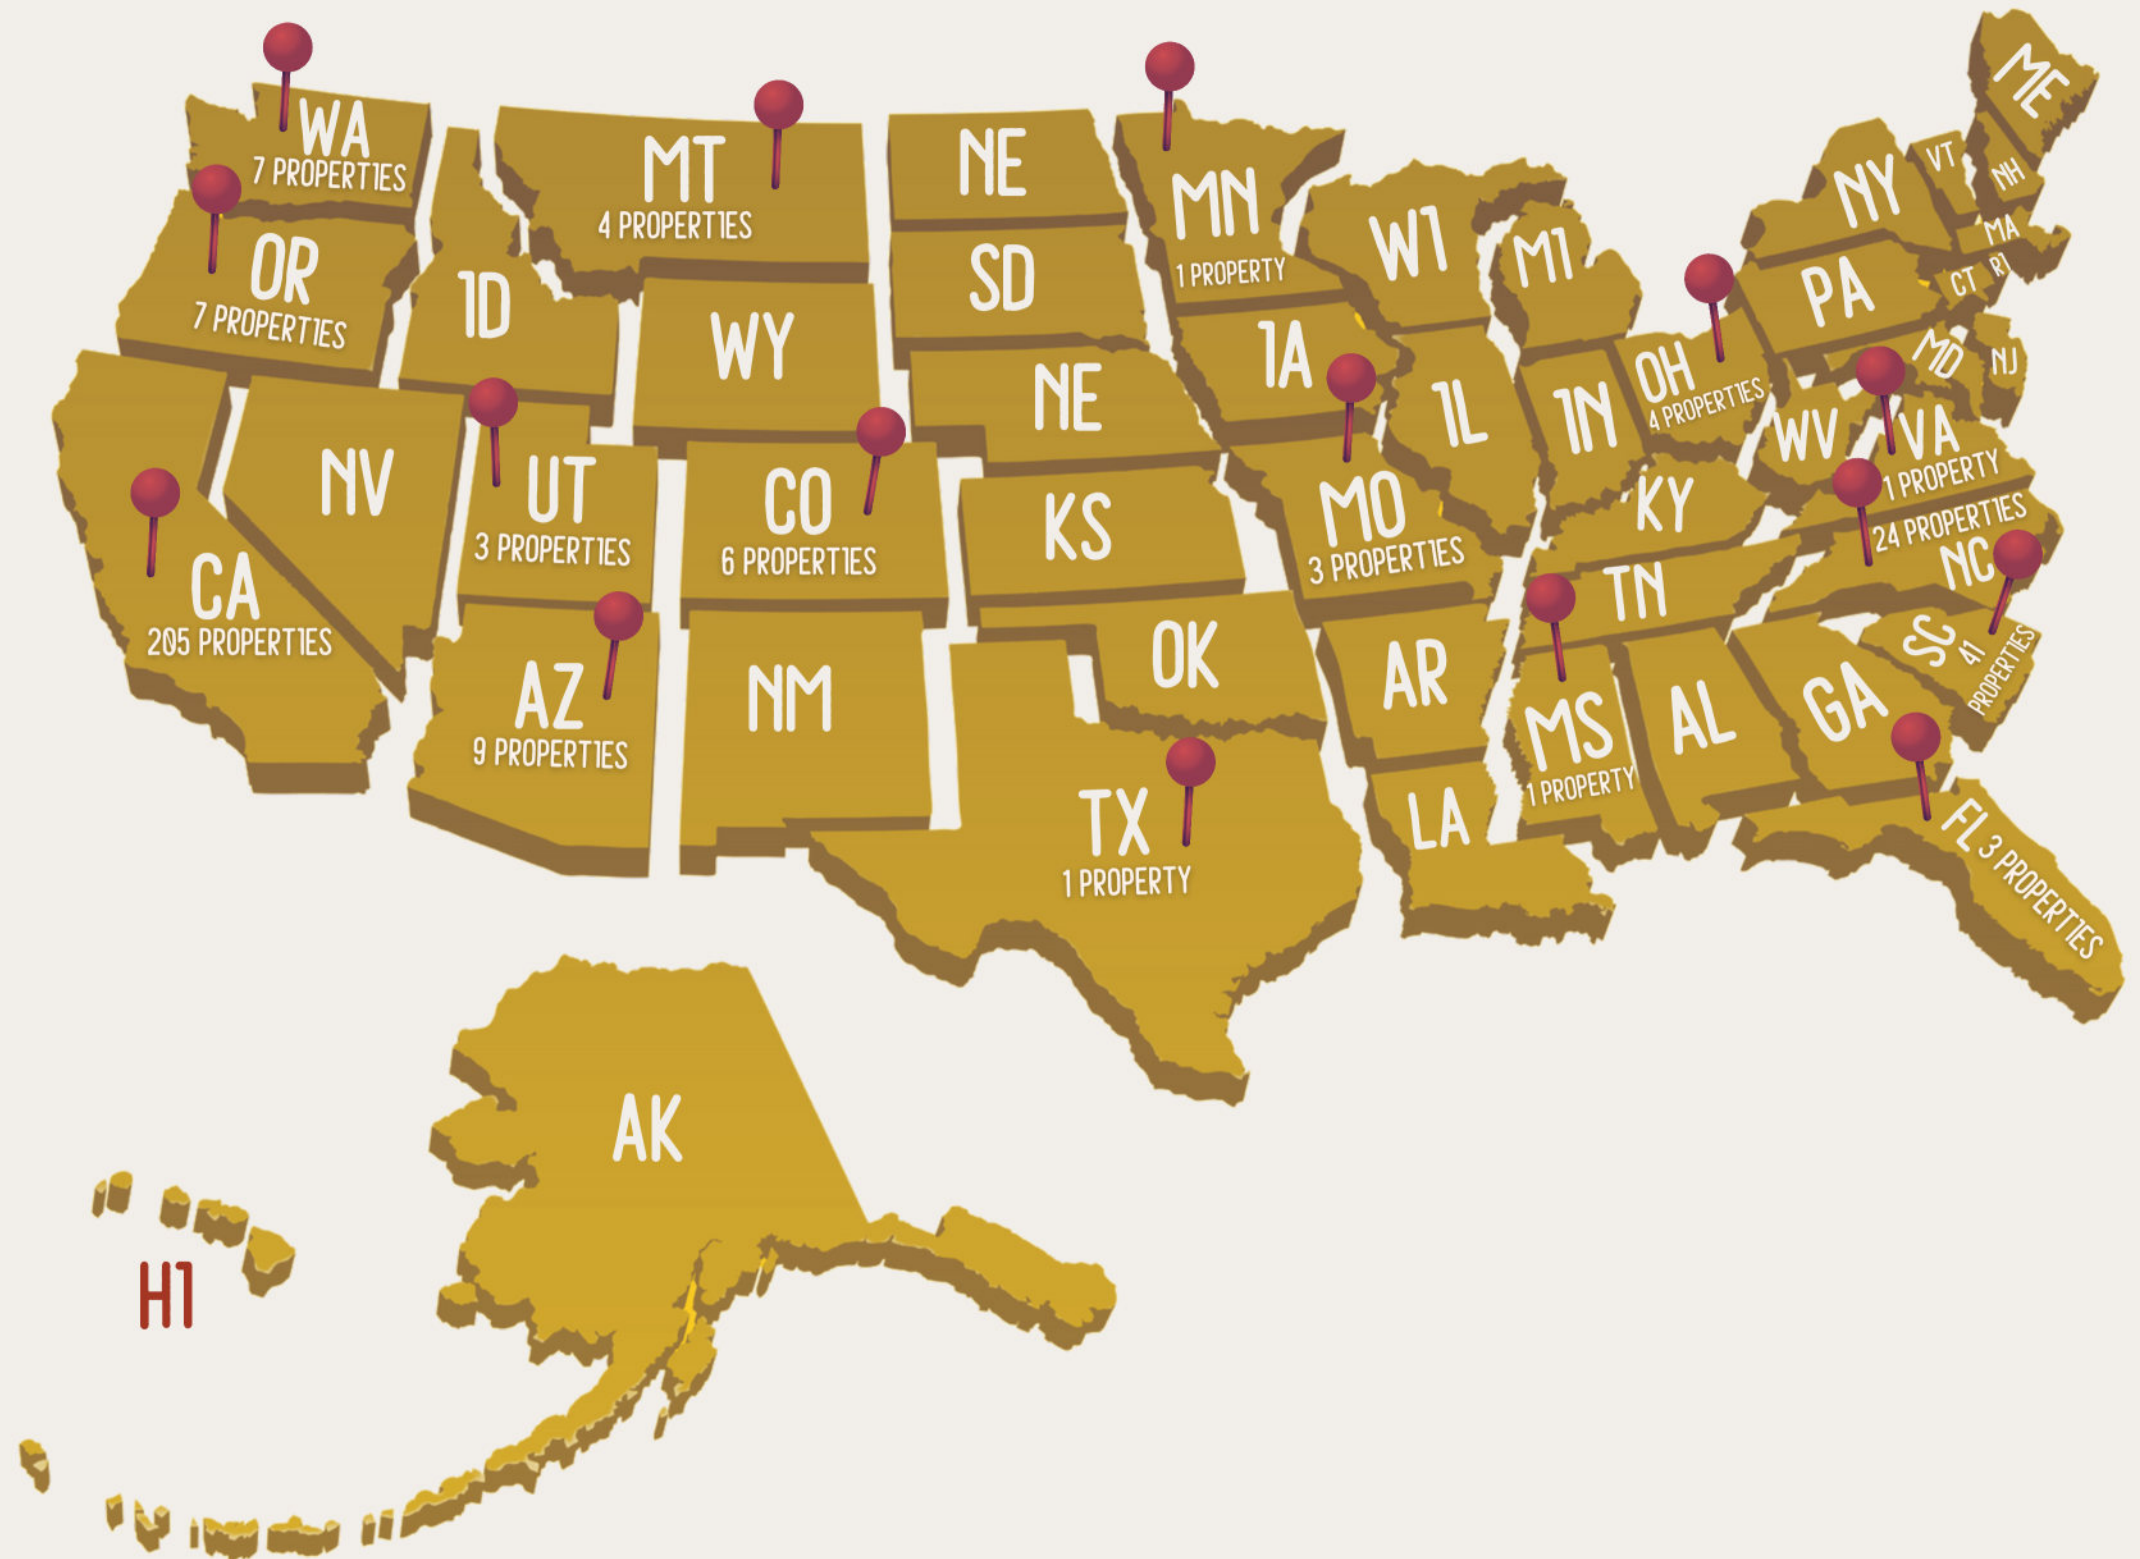 WA
7 PROPERTIES
OR
7 PROPERTIES
CA
205 PROPERTIES
NV
ID
MT
4 PROPERTIES
WY
UT
3 PROPERTIES
CO
6 PROPERTIES
AZ
9 PROPERTIES
NM
NE
SD
NE
KS
OK
TX
1 PROPERTY
MN
1 PROPERTY
IA
MO
3 PROPERTIES
AR
LA
WI
IL
MI
IN
OH
4 PROPERTIES
KY
TN
MS
1 PROPERTY
AL
GA
FL 3 PROPERTIES
SC
41
PROPERTIES
24 PROPERTIES
NC
VA
1 PROPERTY
WV
MD
NJ
PA
NY
VT
NH
ME
MA
CT
RI
AK
HI